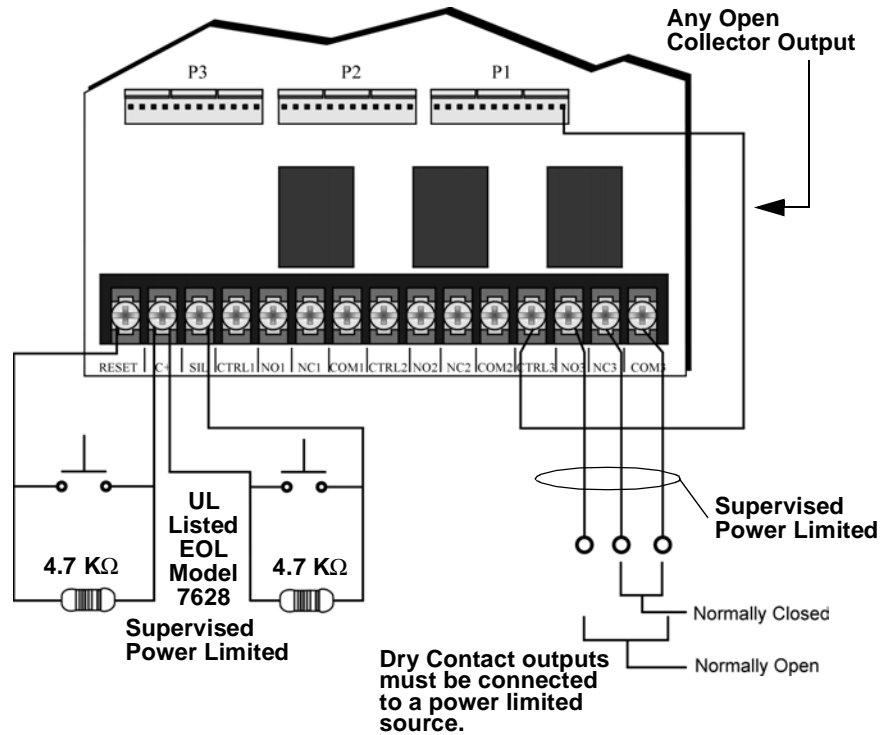 Any Open
Collector Output
P3 P2 P1
RESET C+ SIL CTRL1 NO1 NC1 COM1 CTRL2 NO2 NC2 COM2 CTRL3 NO3 NC3 COM3
UL
Listed
EOL
Model
7628
4.7 KΩ
4.7 KΩ
Supervised
Power Limited
Supervised
Power Limited
Normally Closed
Normally Open
Dry Contact outputs
must be connected
to a power limited
source.